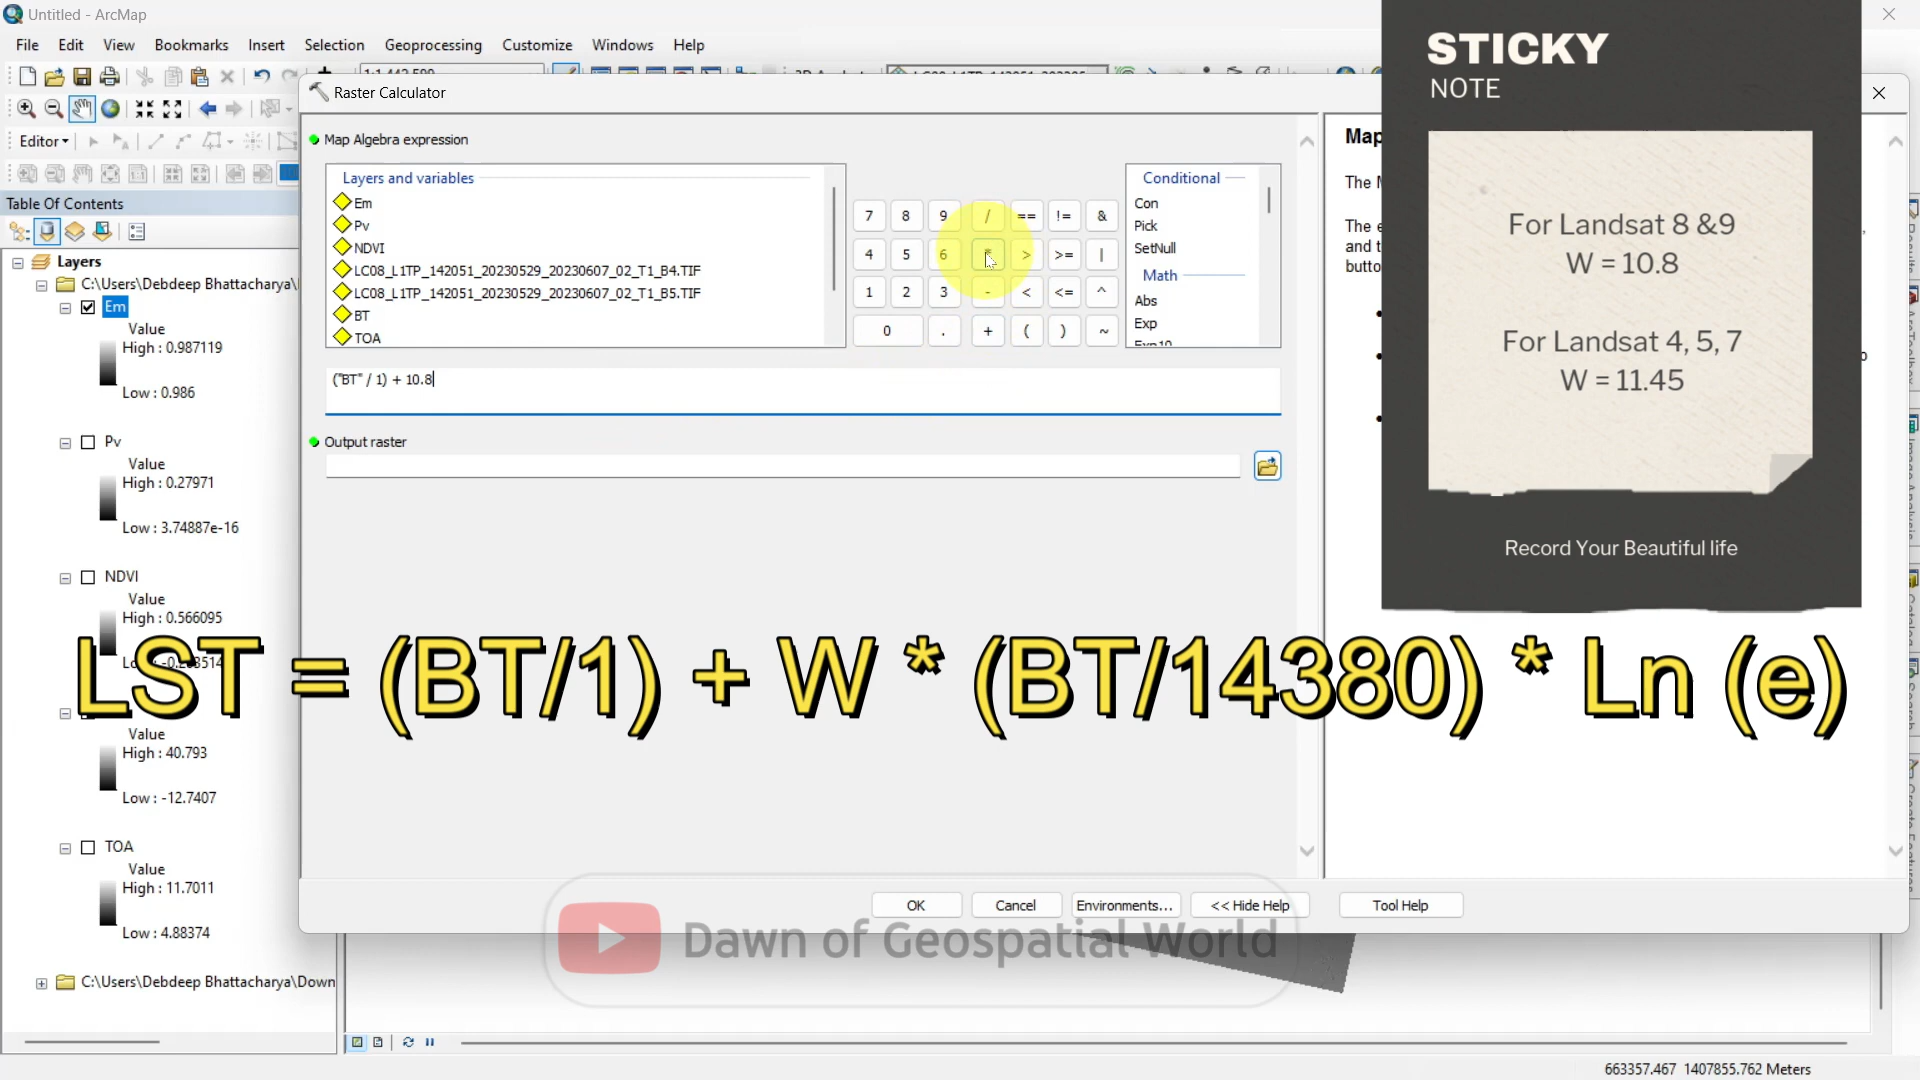 Untitled - ArcMap
File Edit View Bookmarks Insert Selection Geoprocessing Customize Windows Help
Editor
Raster Calculator
Map Algebra expression
Layers and variables
Em
Pv
NDVI
LC08_L1TP_142051_20230529_20230607_02_T1_B4.TIF
LC08_L1TP_142051_20230529_20230607_02_T1_B5.TIF
BT
TOA
7 8 9 / == != &
4 5 6 * > >= |
1 2 3 - < <= ^
0 . + ( ) ~
Conditional
Con
Pick
SetNull
Math
Abs
Exp
Exp10
("BT" / 1) + 10.8
Output raster
OK Cancel Environments... << Hide Help Tool Help
Table Of Contents
Layers
C:\Users\Debdeep Bhattacharya\
Em
Value
High : 0.987119
Low : 0.986
Pv
Value
High : 0.27971
Low : 3.74887e-16
NDVI
Value
High : 0.566095
Value
High : 40.793
Low : -12.7407
TOA
Value
High : 11.7011
Low : 4.88374
C:\Users\Debdeep Bhattacharya\Down
STICKY
NOTE
For Landsat 8 &9
W = 10.8
For Landsat 4, 5, 7
W = 11.45
Record Your Beautiful life
LST = (BT/1) + W * (BT/14380) * Ln (e)
Dawn of Geospatial World
663357.467 1407855.762 Meters